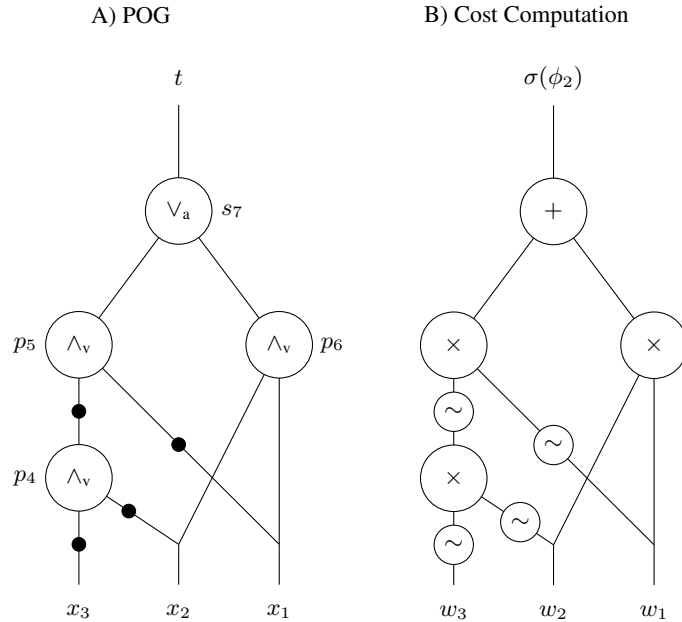 A) POG B) Cost Computation
t σ(ϕ₂)
∨ₐ s₇ +
p₅ ∧ᵥ ∧ᵥ p₆ × ×
~
~
p₄ ∧ᵥ ×
~
~
x₃ x₂ x₁ w₃ w₂ w₁